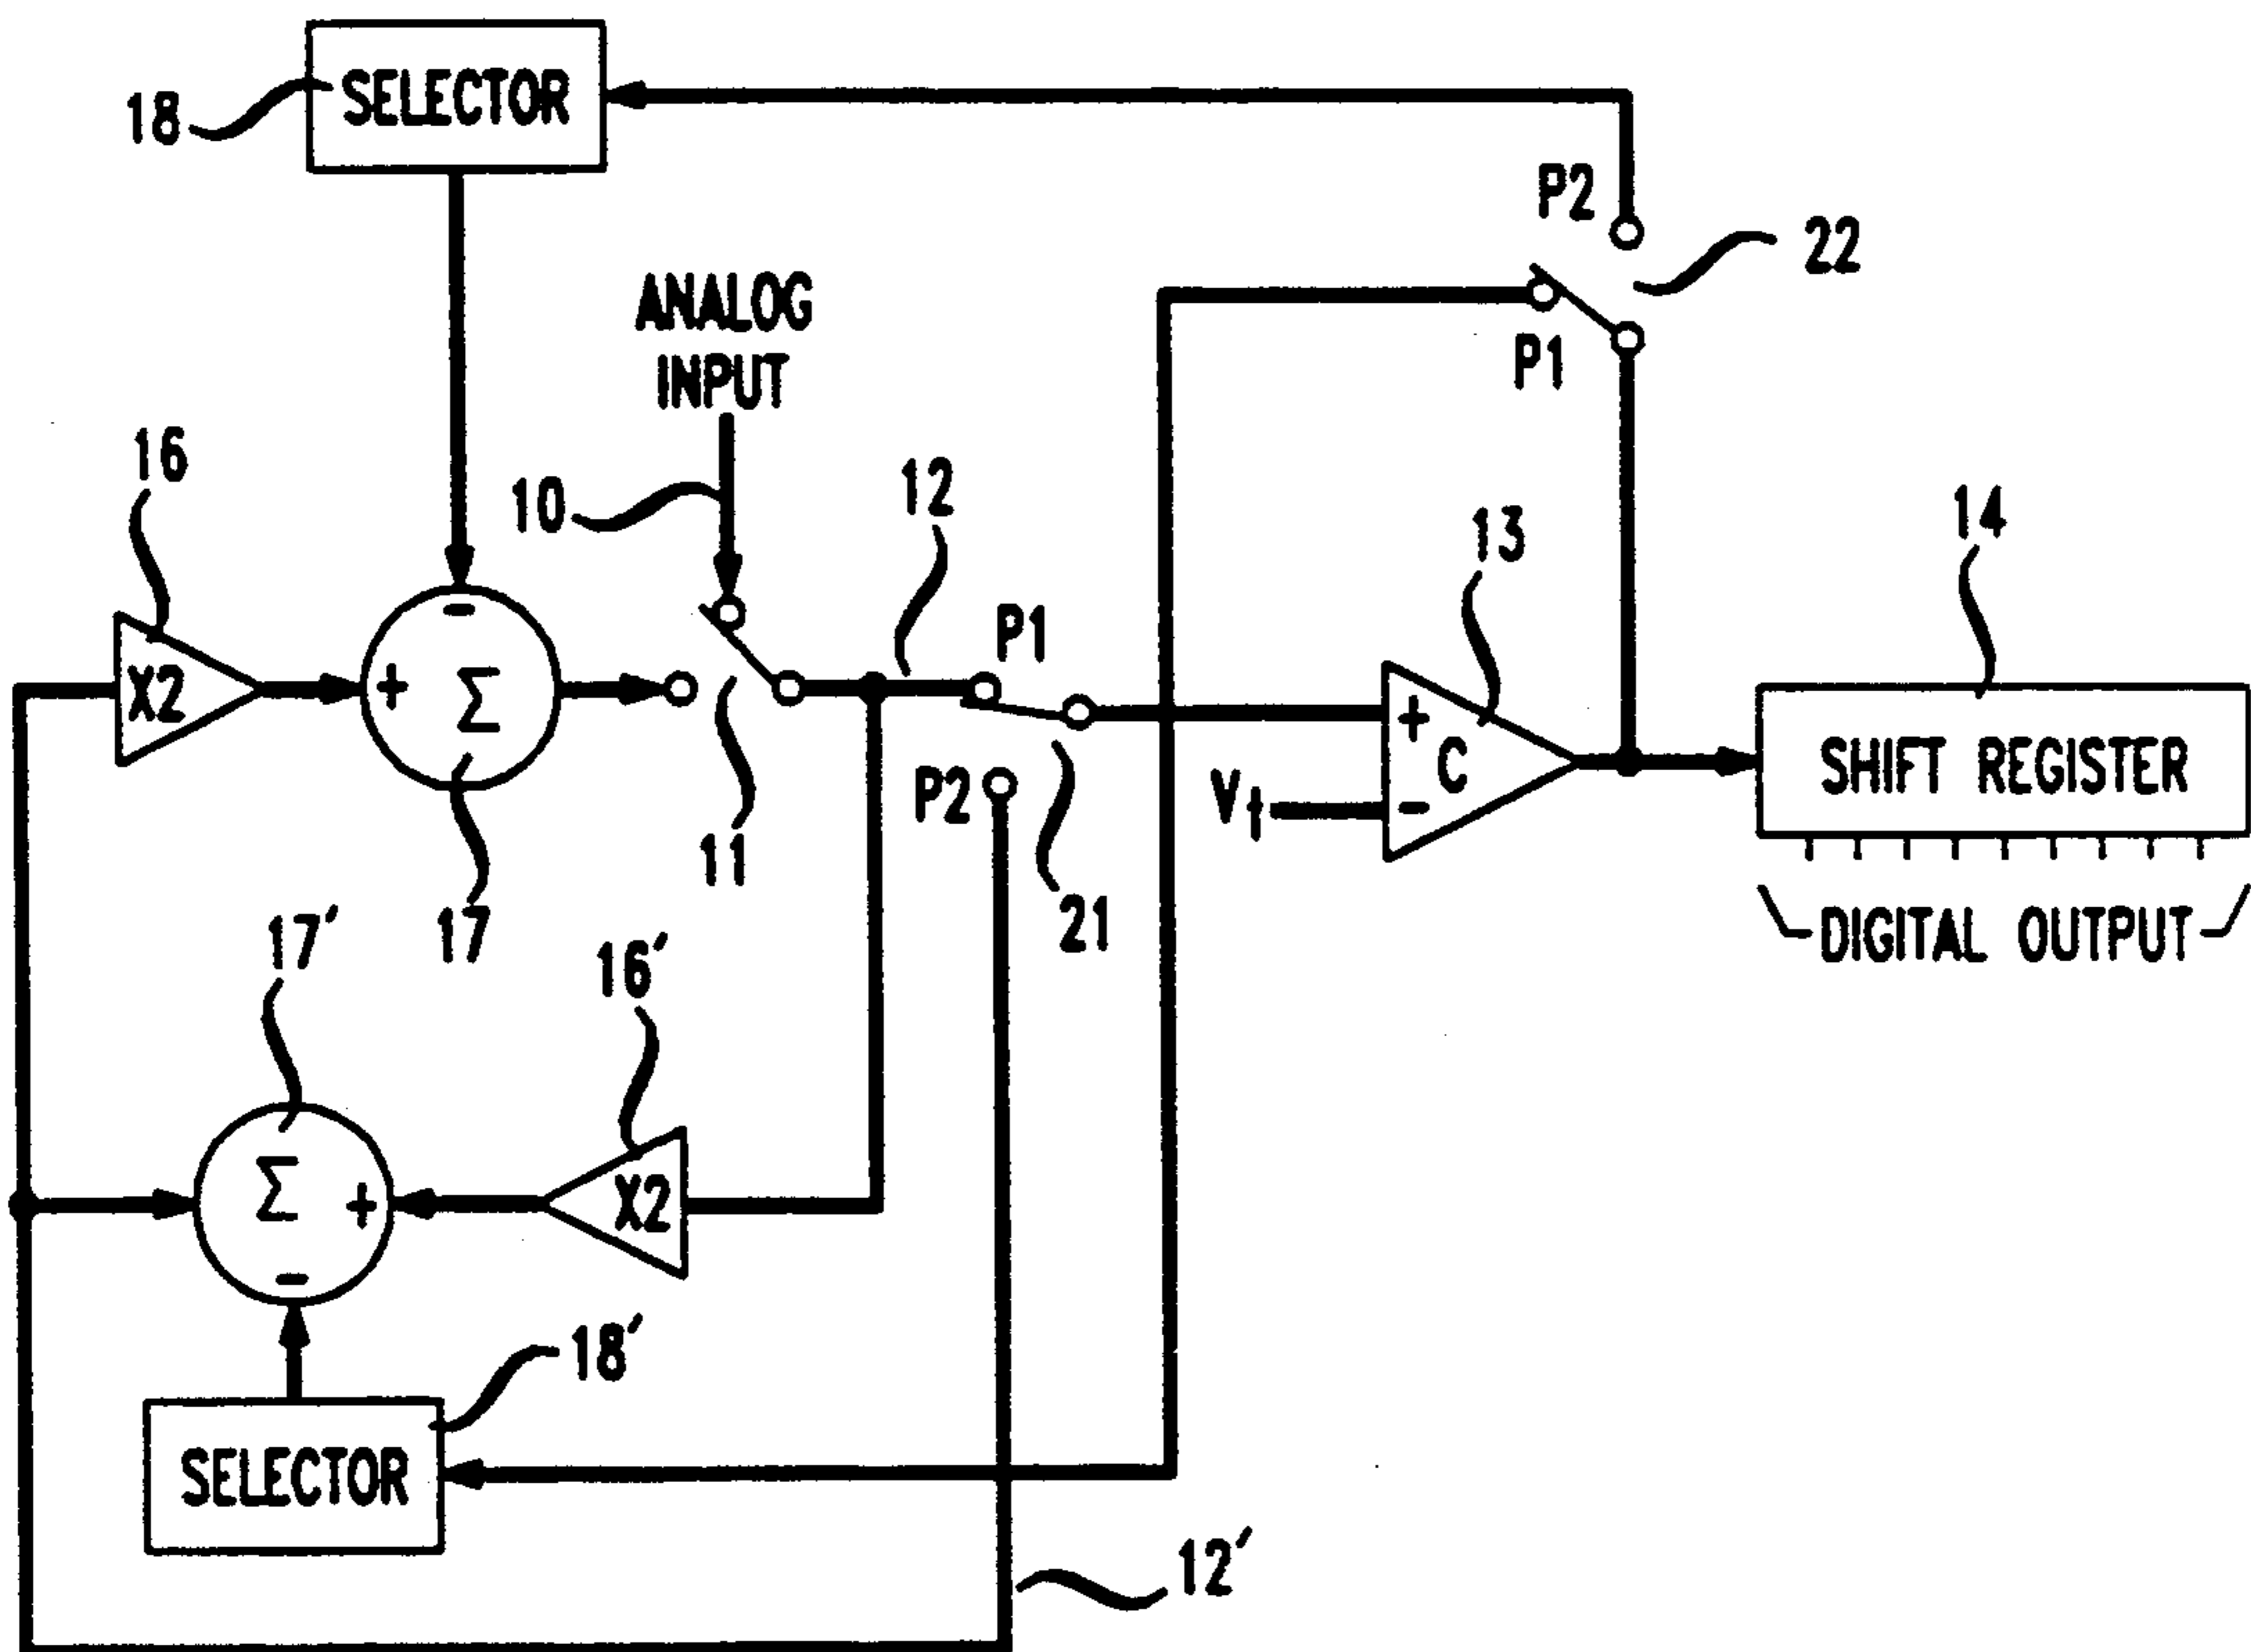 SELECTOR
18
P2
22
ANALOG
INPUT
P1
16
10
12
13
14
P1
-
+
Σ
X2
+
C
-
Vt
P2
SHIFT REGISTER
11
17
21
DIGITAL OUTPUT
17'
16'
Σ
+
-
X2
18'
SELECTOR
12'